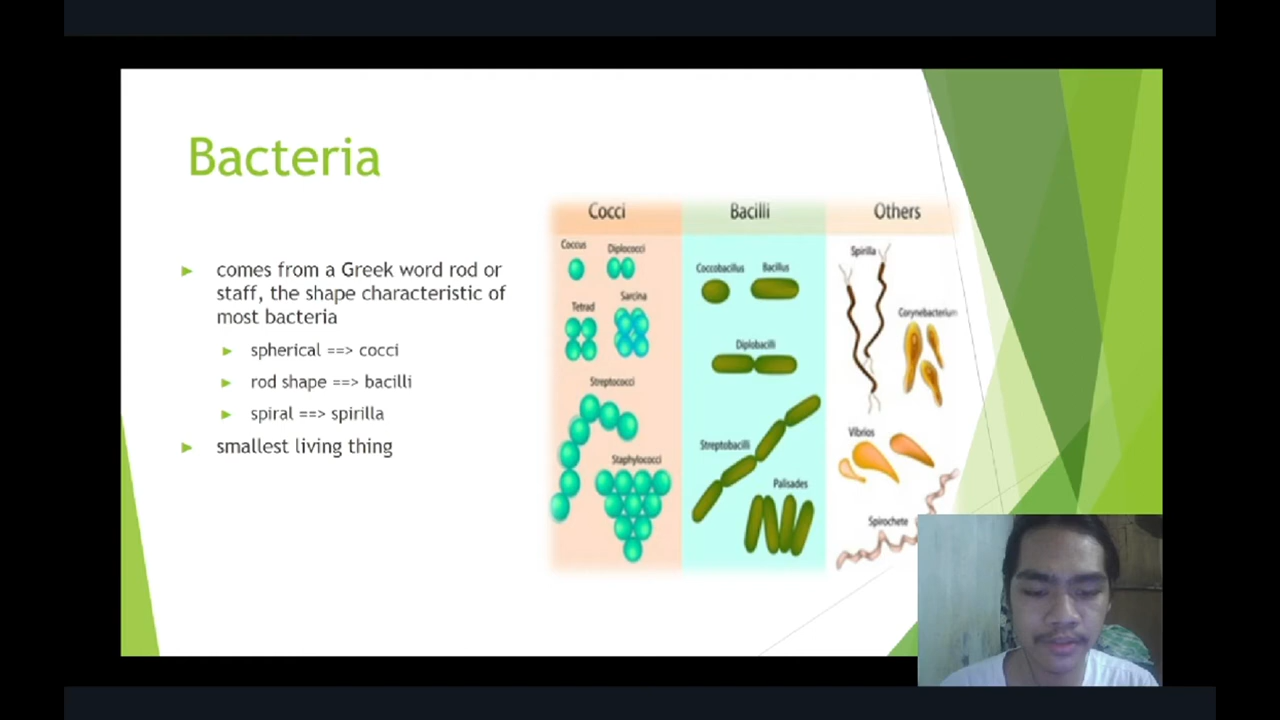 Bacteria
comes from a Greek word rod or
staff, the shape characteristic of
most bacteria
spherical ==> cocci
rod shape ==> bacilli
spiral ==> spirilla
smallest living thing
Cocci
Bacilli
Others
Coccus
Diplococci
Tetrad
Sarcina
Streptococci
Staphylococci
Coccobacillus
Bacillus
Diplobacilli
Streptobacilli
Palisades
Spirilla
Corynebacterium
Vibrios
Spirochete